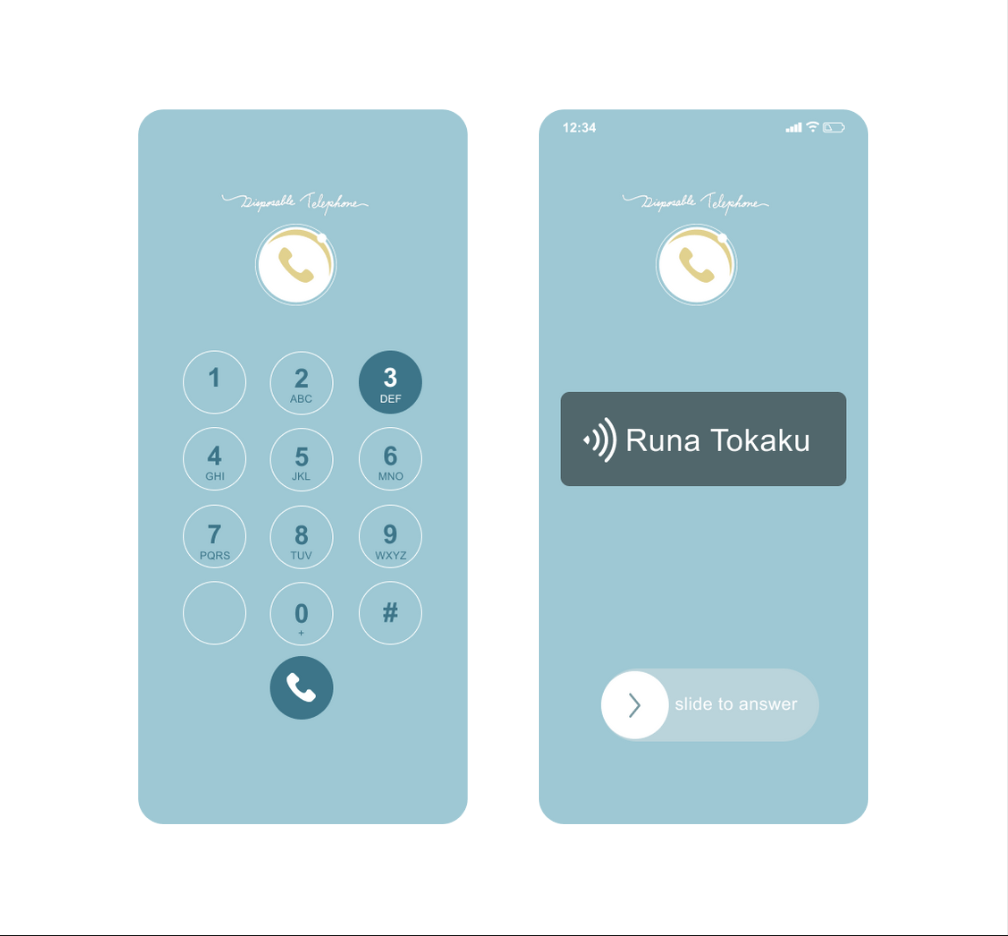 Disposable Telephone
1 2 3
ABC DEF
4 5 6
GHI JKL MNO
7 8 9
PQRS TUV WXYZ
0 #
+
12:34
Disposable Telephone
Runa Tokaku
slide to answer